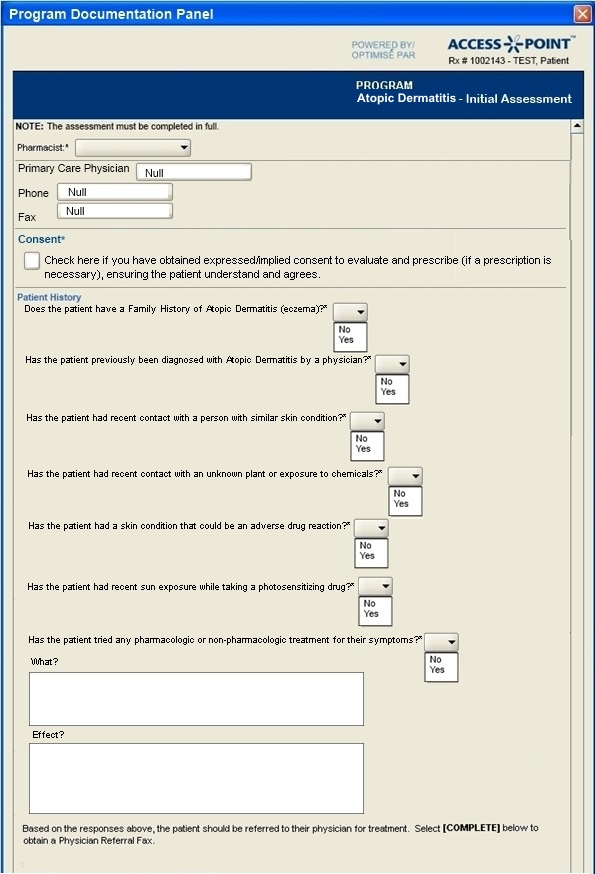 Program Documentation Panel
POWERED BY/
OPTIMISÉ PAR
ACCESS POINT™
Rx # 1002143 - TEST, Patient
PROGRAM
Atopic Dermatitis - Initial Assessment
NOTE: The assessment must be completed in full.
Pharmacist:*
Primary Care Physician Null
Phone Null
Fax Null
Consent*
Check here if you have obtained expressed/implied consent to evaluate and prescribe (if a prescription is
necessary), ensuring the patient understand and agrees.
Patient History
Does the patient have a Family History of Atopic Dermatitis (eczema)?*
No
Yes
Has the patient previously been diagnosed with Atopic Dermatitis by a physician?*
No
Yes
Has the patient had recent contact with a person with similar skin condition?*
No
Yes
Has the patient had recent contact with an unknown plant or exposure to chemicals?*
No
Yes
Has the patient had a skin condition that could be an adverse drug reaction?*
No
Yes
Has the patient had recent sun exposure while taking a photosensitizing drug?*
No
Yes
Has the patient tried any pharmacologic or non-pharmacologic treatment for their symptoms?*
No
Yes
What?
Effect?
Based on the responses above, the patient should be referred to their physician for treatment. Select [COMPLETE] below to
obtain a Physician Referral Fax.